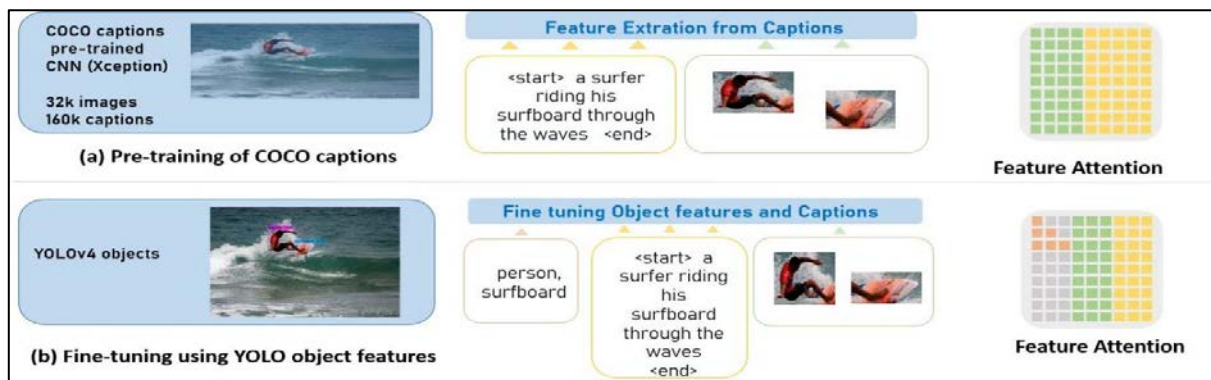 COCO captions
pre-trained
CNN (Xception)
32k images
160k captions
(a) Pre-training of COCO captions
Feature Extration from Captions
<start> a surfer
riding his
surfboard through
the waves <end>
Feature Attention
YOLOv4 objects
(b) Fine-tuning using YOLO object features
Fine tuning Object features and Captions
person,
surfboard
<start> a
surfer riding
his
surfboard
through the
waves
<end>
Feature Attention